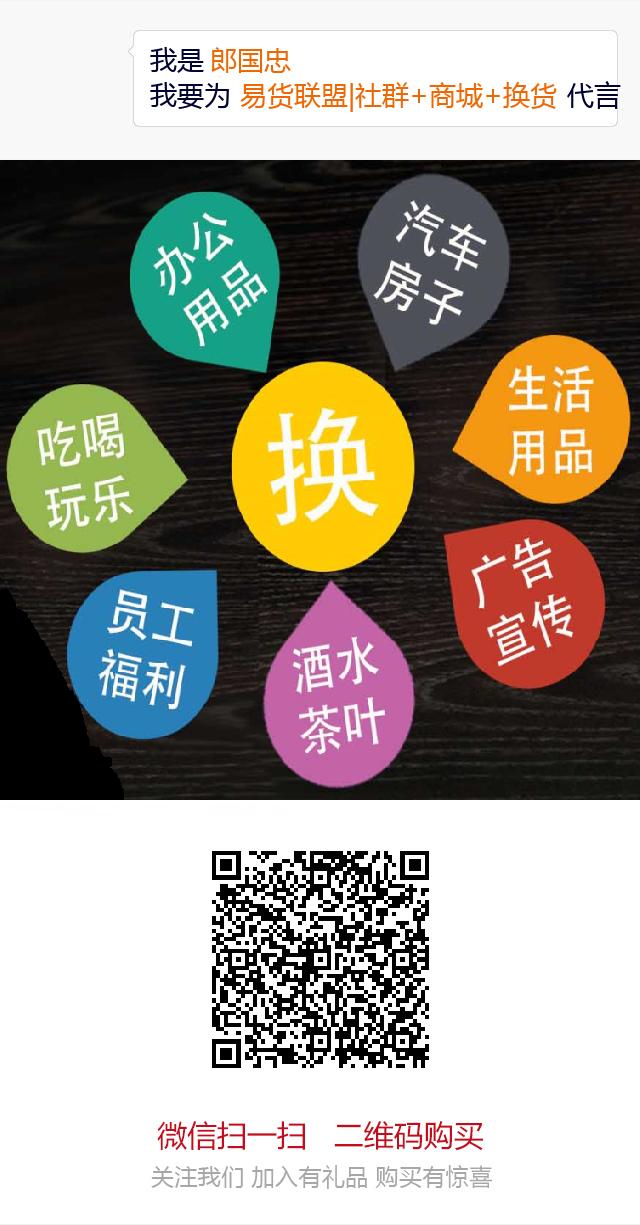 我是 郎国忠
我要为 易货联盟|社群+商城+换货 代言
办公
用品
汽车
房子
吃喝
玩乐
换
生活
用品
员工
福利
酒水
茶叶
广告
宣传
微信扫一扫 二维码购买
关注我们 加入有礼品 购买有惊喜